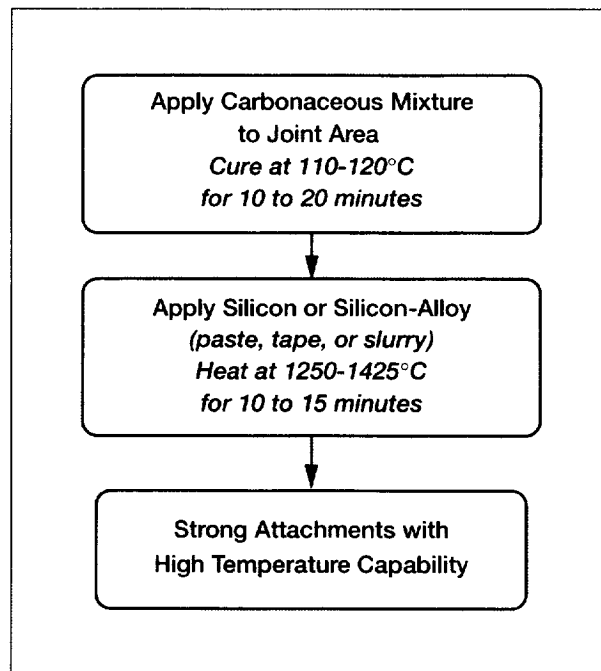 Apply Carbonaceous Mixture
to Joint Area
Cure at 110-120°C
for 10 to 20 minutes
Apply Silicon or Silicon-Alloy
(paste, tape, or slurry)
Heat at 1250-1425°C
for 10 to 15 minutes
Strong Attachments with
High Temperature Capability